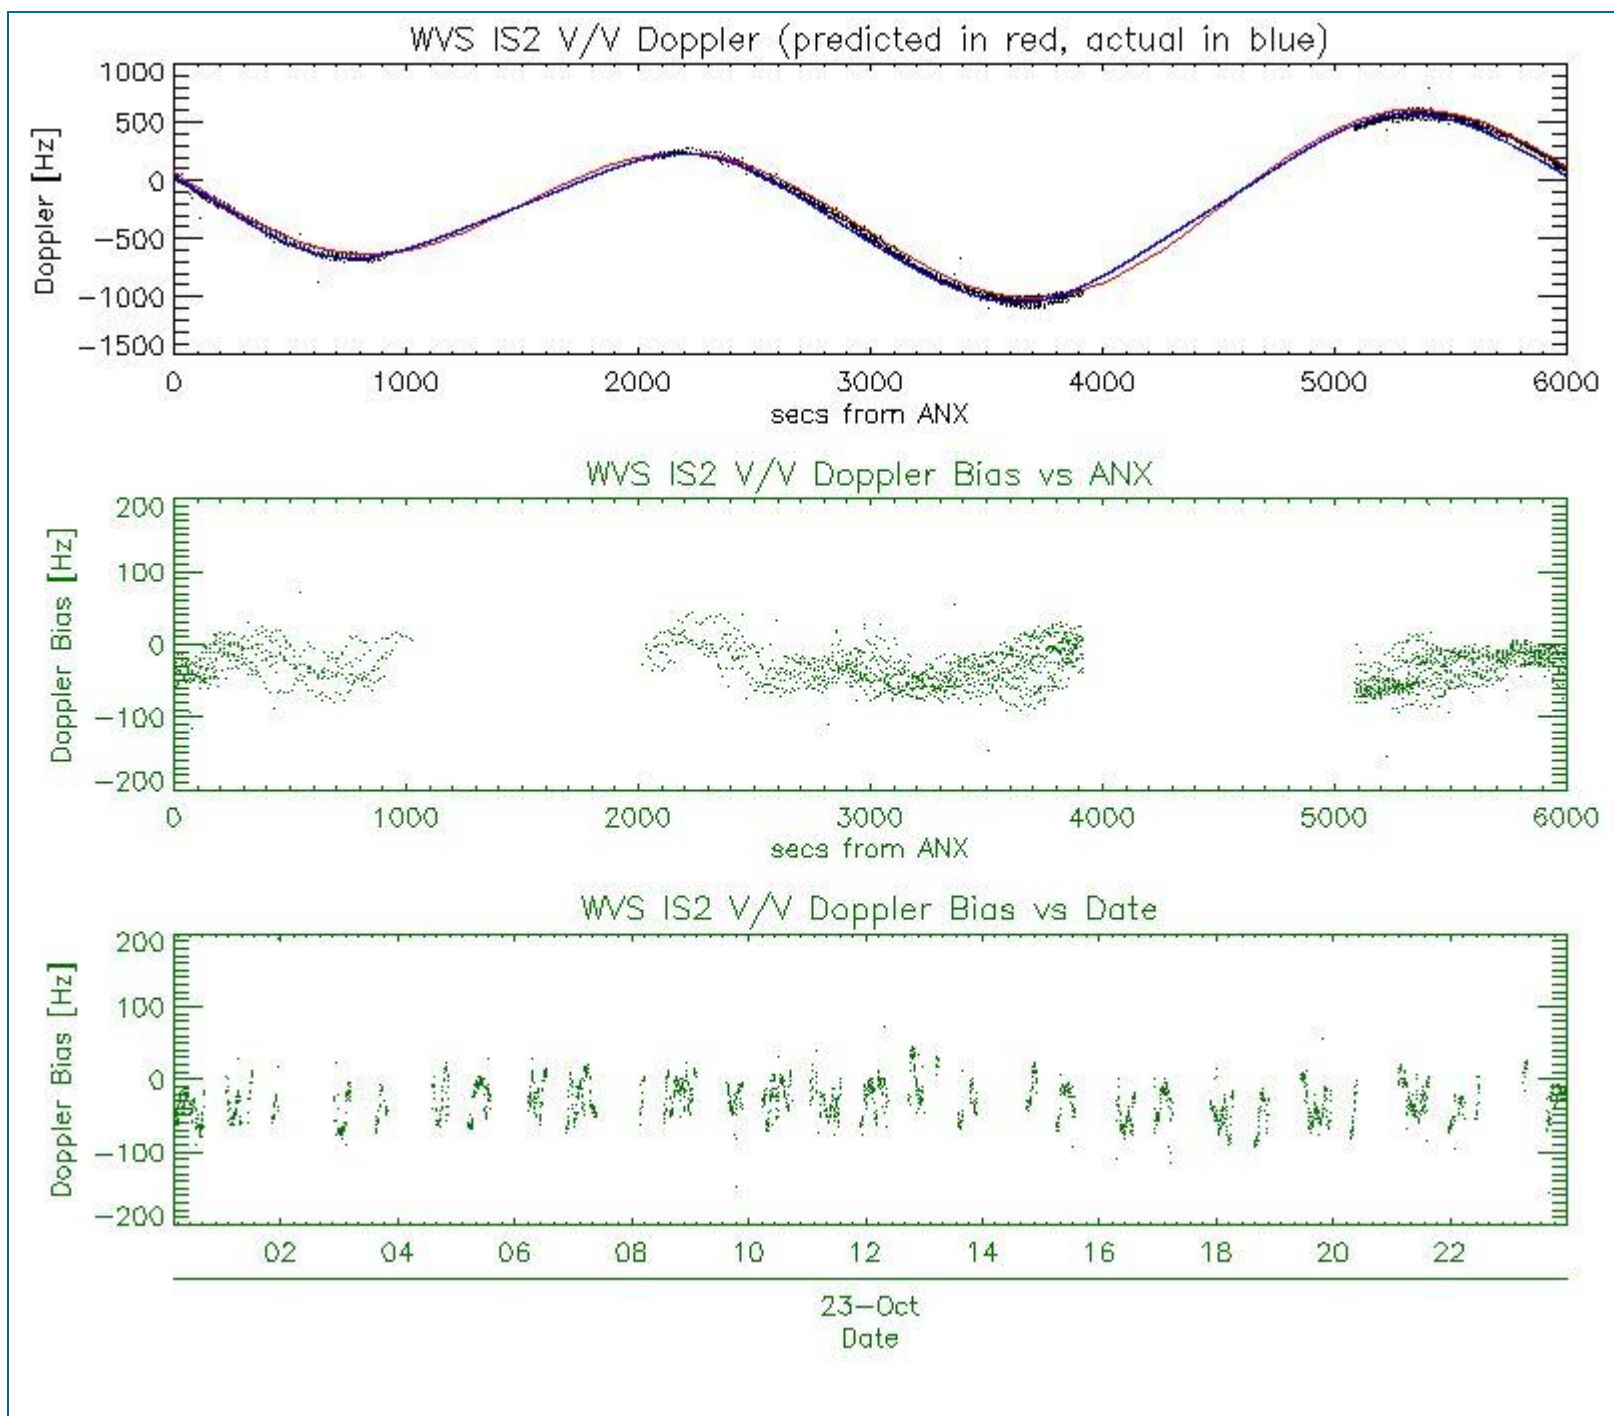 WVS IS2 V/V Doppler (predicted in red, actual in blue)
1000
500
0
-500
-1000
-1500
Doppler [Hz]
0 1000 2000 3000 4000 5000 6000
secs from ANX
WVS IS2 V/V Doppler Bias vs ANX
200
100
0
-100
-200
Doppler Bias [Hz]
0 1000 2000 3000 4000 5000 6000
secs from ANX
WVS IS2 V/V Doppler Bias vs Date
200
100
0
-100
-200
Doppler Bias [Hz]
02 04 06 08 10 12 14 16 18 20 22
23-Oct
Date